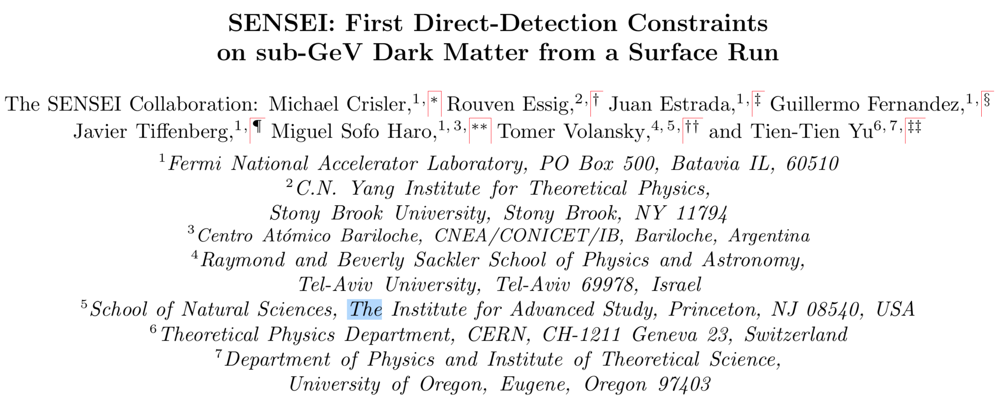 SENSEI: First Direct-Detection Constraints
on sub-GeV Dark Matter from a Surface Run
The SENSEI Collaboration: Michael Crisler,1, * Rouven Essig,2, † Juan Estrada,1, ‡ Guillermo Fernandez,1, §
Javier Tiffenberg,1, ¶ Miguel Sofo Haro,1, 3, ** Tomer Volansky,4, 5, †† and Tien-Tien Yu6, 7, ‡‡
1Fermi National Accelerator Laboratory, PO Box 500, Batavia IL, 60510
2C.N. Yang Institute for Theoretical Physics,
Stony Brook University, Stony Brook, NY 11794
3Centro Atómico Bariloche, CNEA/CONICET/IB, Bariloche, Argentina
4Raymond and Beverly Sackler School of Physics and Astronomy,
Tel-Aviv University, Tel-Aviv 69978, Israel
5School of Natural Sciences, The Institute for Advanced Study, Princeton, NJ 08540, USA
6Theoretical Physics Department, CERN, CH-1211 Geneva 23, Switzerland
7Department of Physics and Institute of Theoretical Science,
University of Oregon, Eugene, Oregon 97403